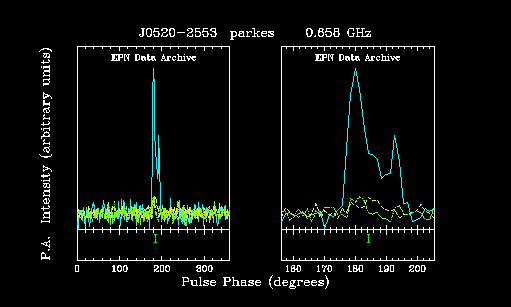 J0520-2553 parkes 0.658 GHz
EPN Data Archive EPN Data Archive
P.A. Intensity (arbitrary units)
0 100 200 300 160 170 180 190 200
Pulse Phase (degrees)